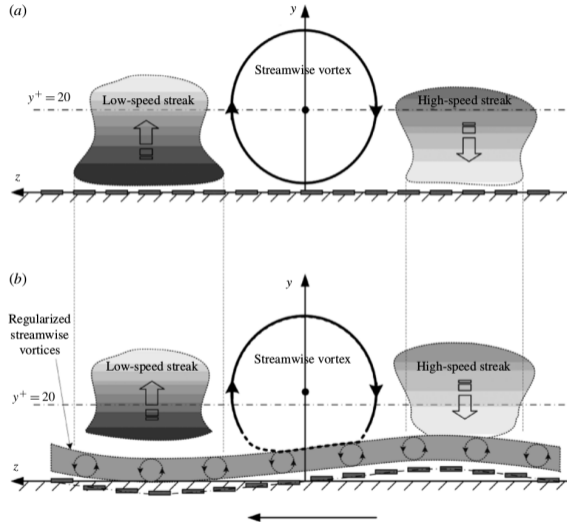 (a)
y
Streamwise vortex
y⁺ = 20
Low-speed streak
High-speed streak
z
(b)
y
Regularized
streamwise
vortices
Low-speed streak
Streamwise vortex
High-speed streak
y⁺ = 20
z